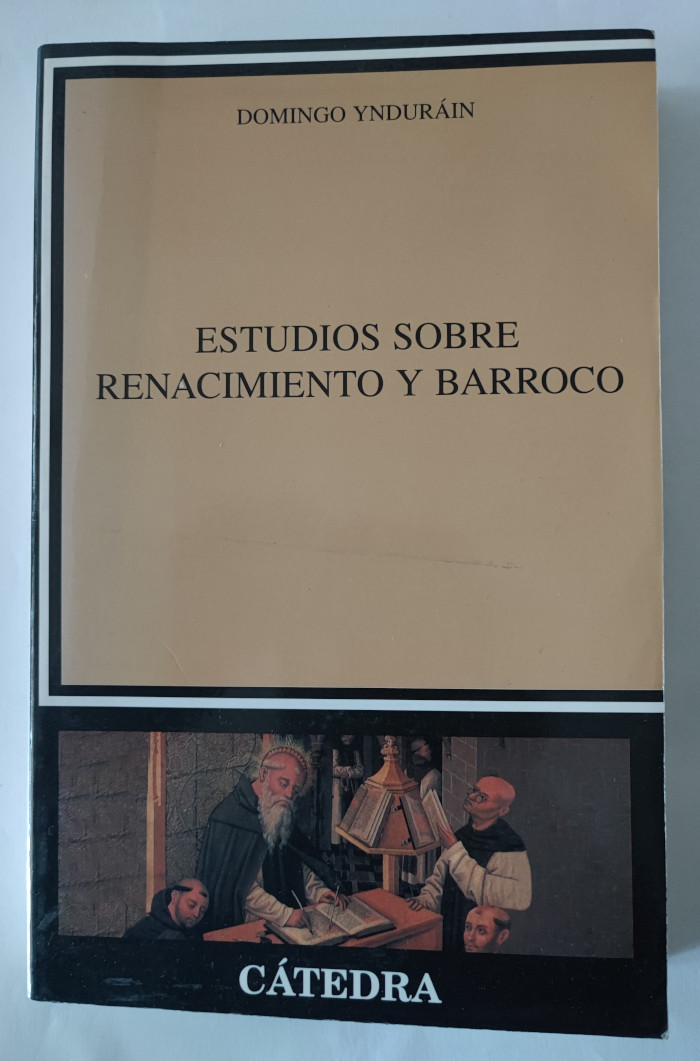 DOMINGO YNDURÁIN
ESTUDIOS SOBRE
RENACIMIENTO Y BARROCO
CÁTEDRA